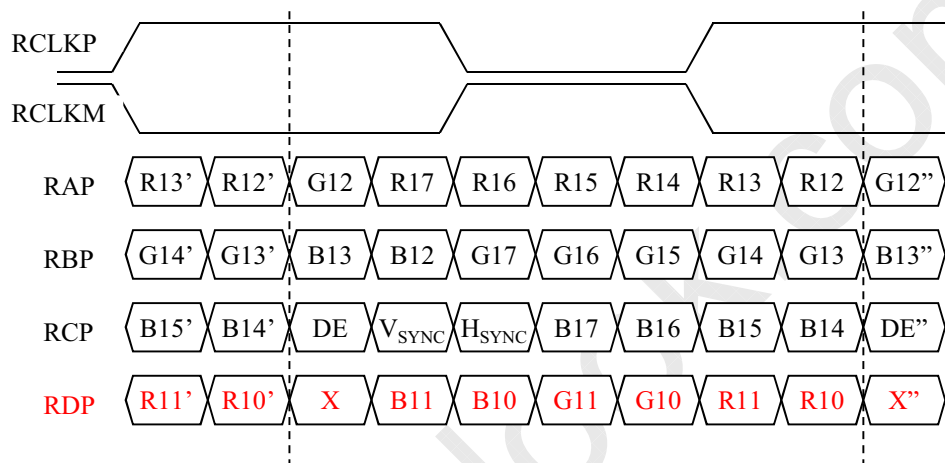 RCLKP
RCLKM
RAP R13’ R12’ G12 R17 R16 R15 R14 R13 R12 G12”
RBP G14’ G13’ B13 B12 G17 G16 G15 G14 G13 B13”
RCP B15’ B14’ DE VSYNC HSYNC B17 B16 B15 B14 DE”
RDP R11’ R10’ X B11 B10 G11 G10 R11 R10 X”